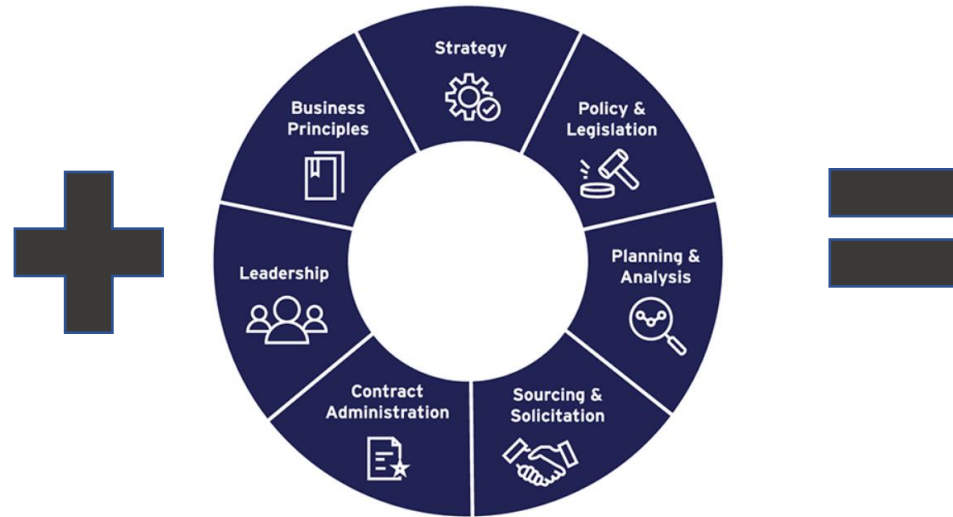 Strategy
Policy &
Legislation
Planning &
Analysis
Sourcing &
Solicitation
Contract
Administration
Leadership
Business
Principles